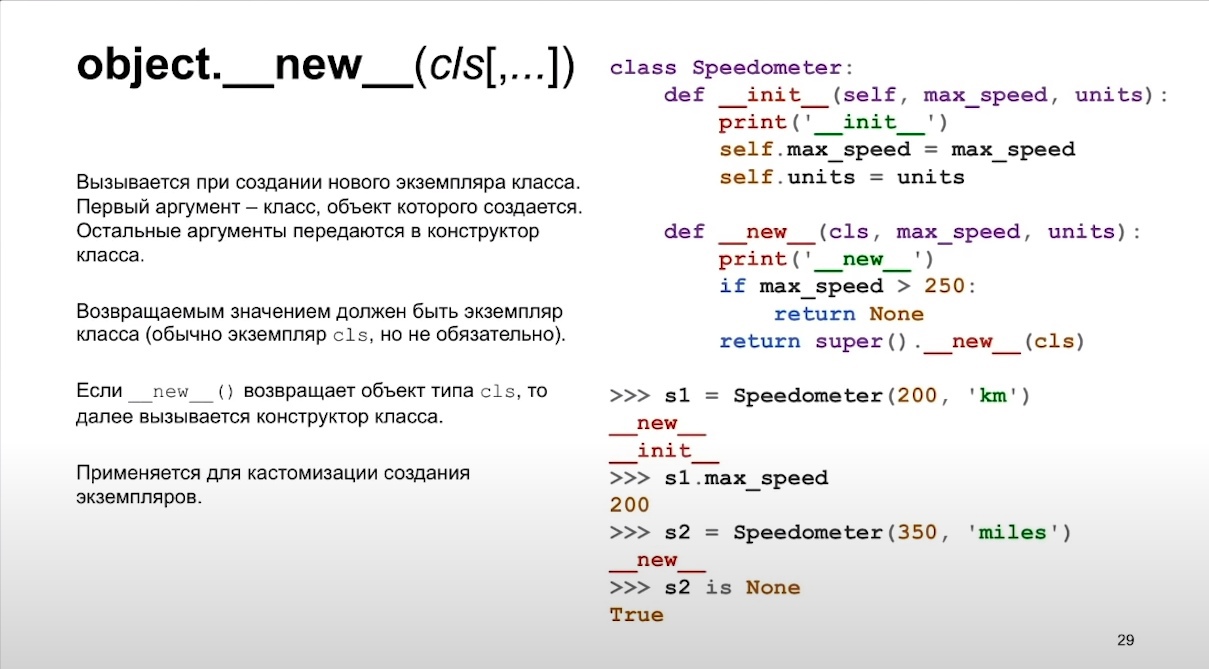 object.__new__(cls[,...])
Вызывается при создании нового экземпляра класса.
Первый аргумент – класс, объект которого создается.
Остальные аргументы передаются в конструктор
класса.
Возвращаемым значением должен быть экземпляр
класса (обычно экземпляр cls, но не обязательно).
Если __new__() возвращает объект типа cls, то
далее вызывается конструктор класса.
Применяется для кастомизации создания
экземпляров.
class Speedometer:
    def __init__(self, max_speed, units):
        print('__init__')
        self.max_speed = max_speed
        self.units = units
    def __new__(cls, max_speed, units):
        print('__new__')
        if max_speed > 250:
            return None
        return super().__new__(cls)
>>> s1 = Speedometer(200, 'km')
__new__
__init__
>>> s1.max_speed
200
>>> s2 = Speedometer(350, 'miles')
__new__
>>> s2 is None
True
29